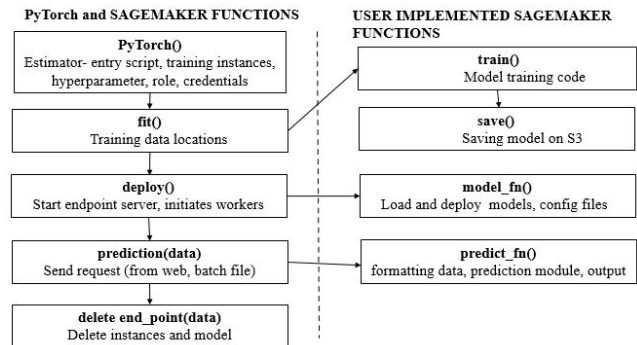 PyTorch and SAGEMAKER FUNCTIONS
PyTorch()
Estimator- entry script, training instances,
hyperparameter, role, credentials
fit()
Training data locations
deploy()
Start endpoint server, initiates workers
prediction(data)
Send request (from web, batch file)
delete end_point(data)
Delete instances and model
USER IMPLEMENTED SAGEMAKER
FUNCTIONS
train()
Model training code
save()
Saving model on S3
model_fn()
Load and deploy models, config files
predict_fn()
formatting data, prediction module, output